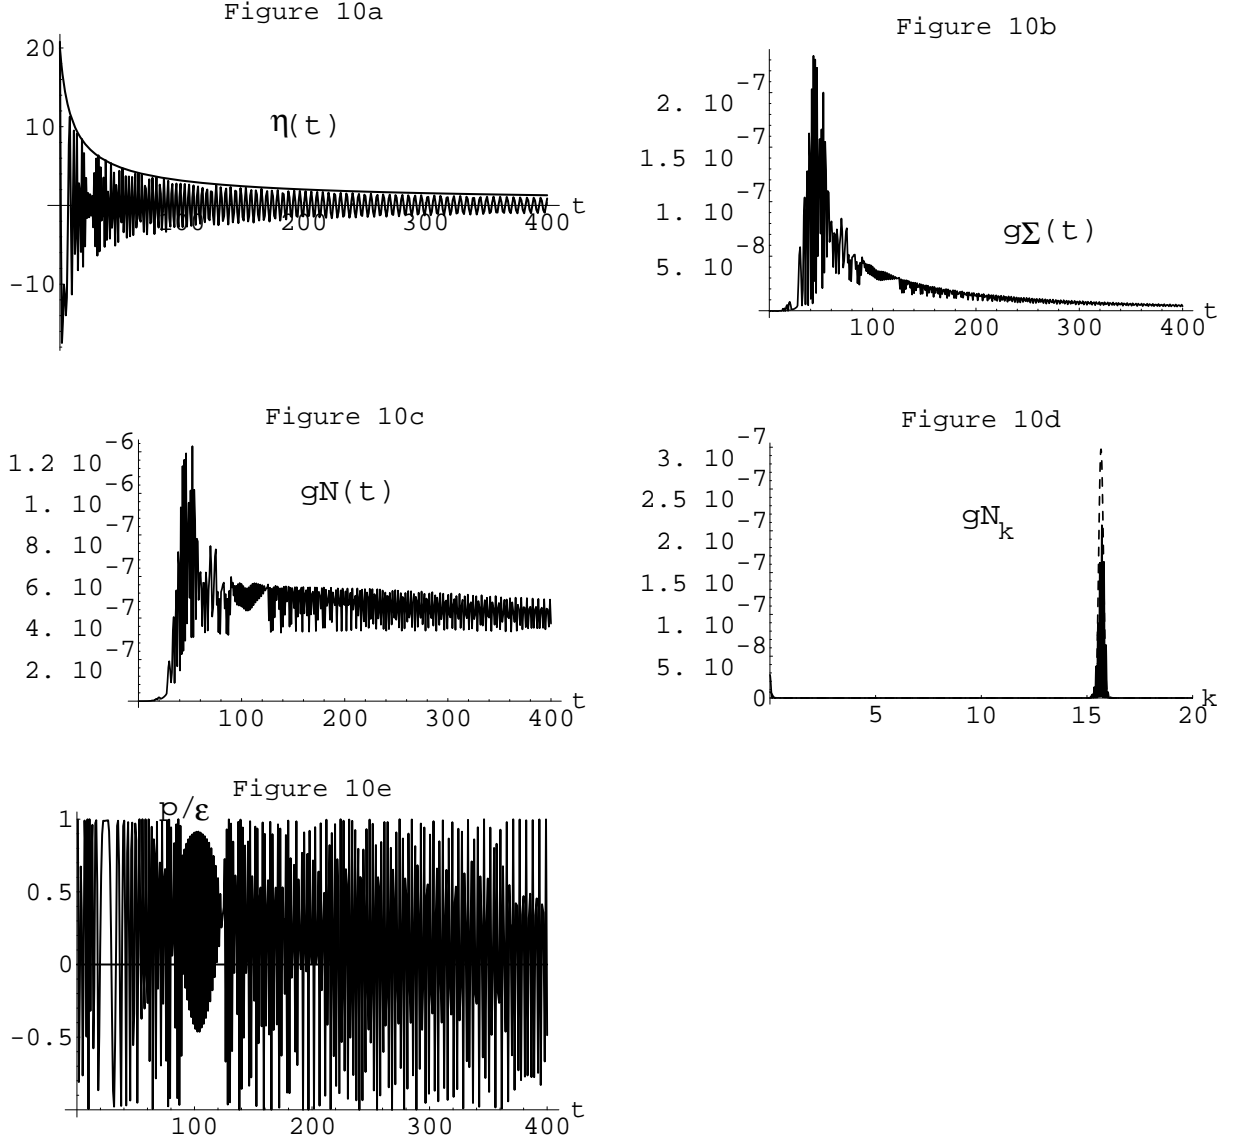 Figure 10a
20
10
-10
η(t)
100 200 300 400 t
Figure 10b
2. 10^-7
1.5 10^-7
1. 10^-7
5. 10^-8
gΣ(t)
100 200 300 400 t
Figure 10c
1.2 10^-6
1. 10^-6
8. 10^-7
6. 10^-7
4. 10^-7
2. 10^-7
gN(t)
100 200 300 400 t
Figure 10d
3. 10^-7
2.5 10^-7
2. 10^-7
1.5 10^-7
1. 10^-7
5. 10^-8
0
gN_k
5 10 15 20 k
Figure 10e
p/ε
1
0.5
0
-0.5
100 200 300 400 t